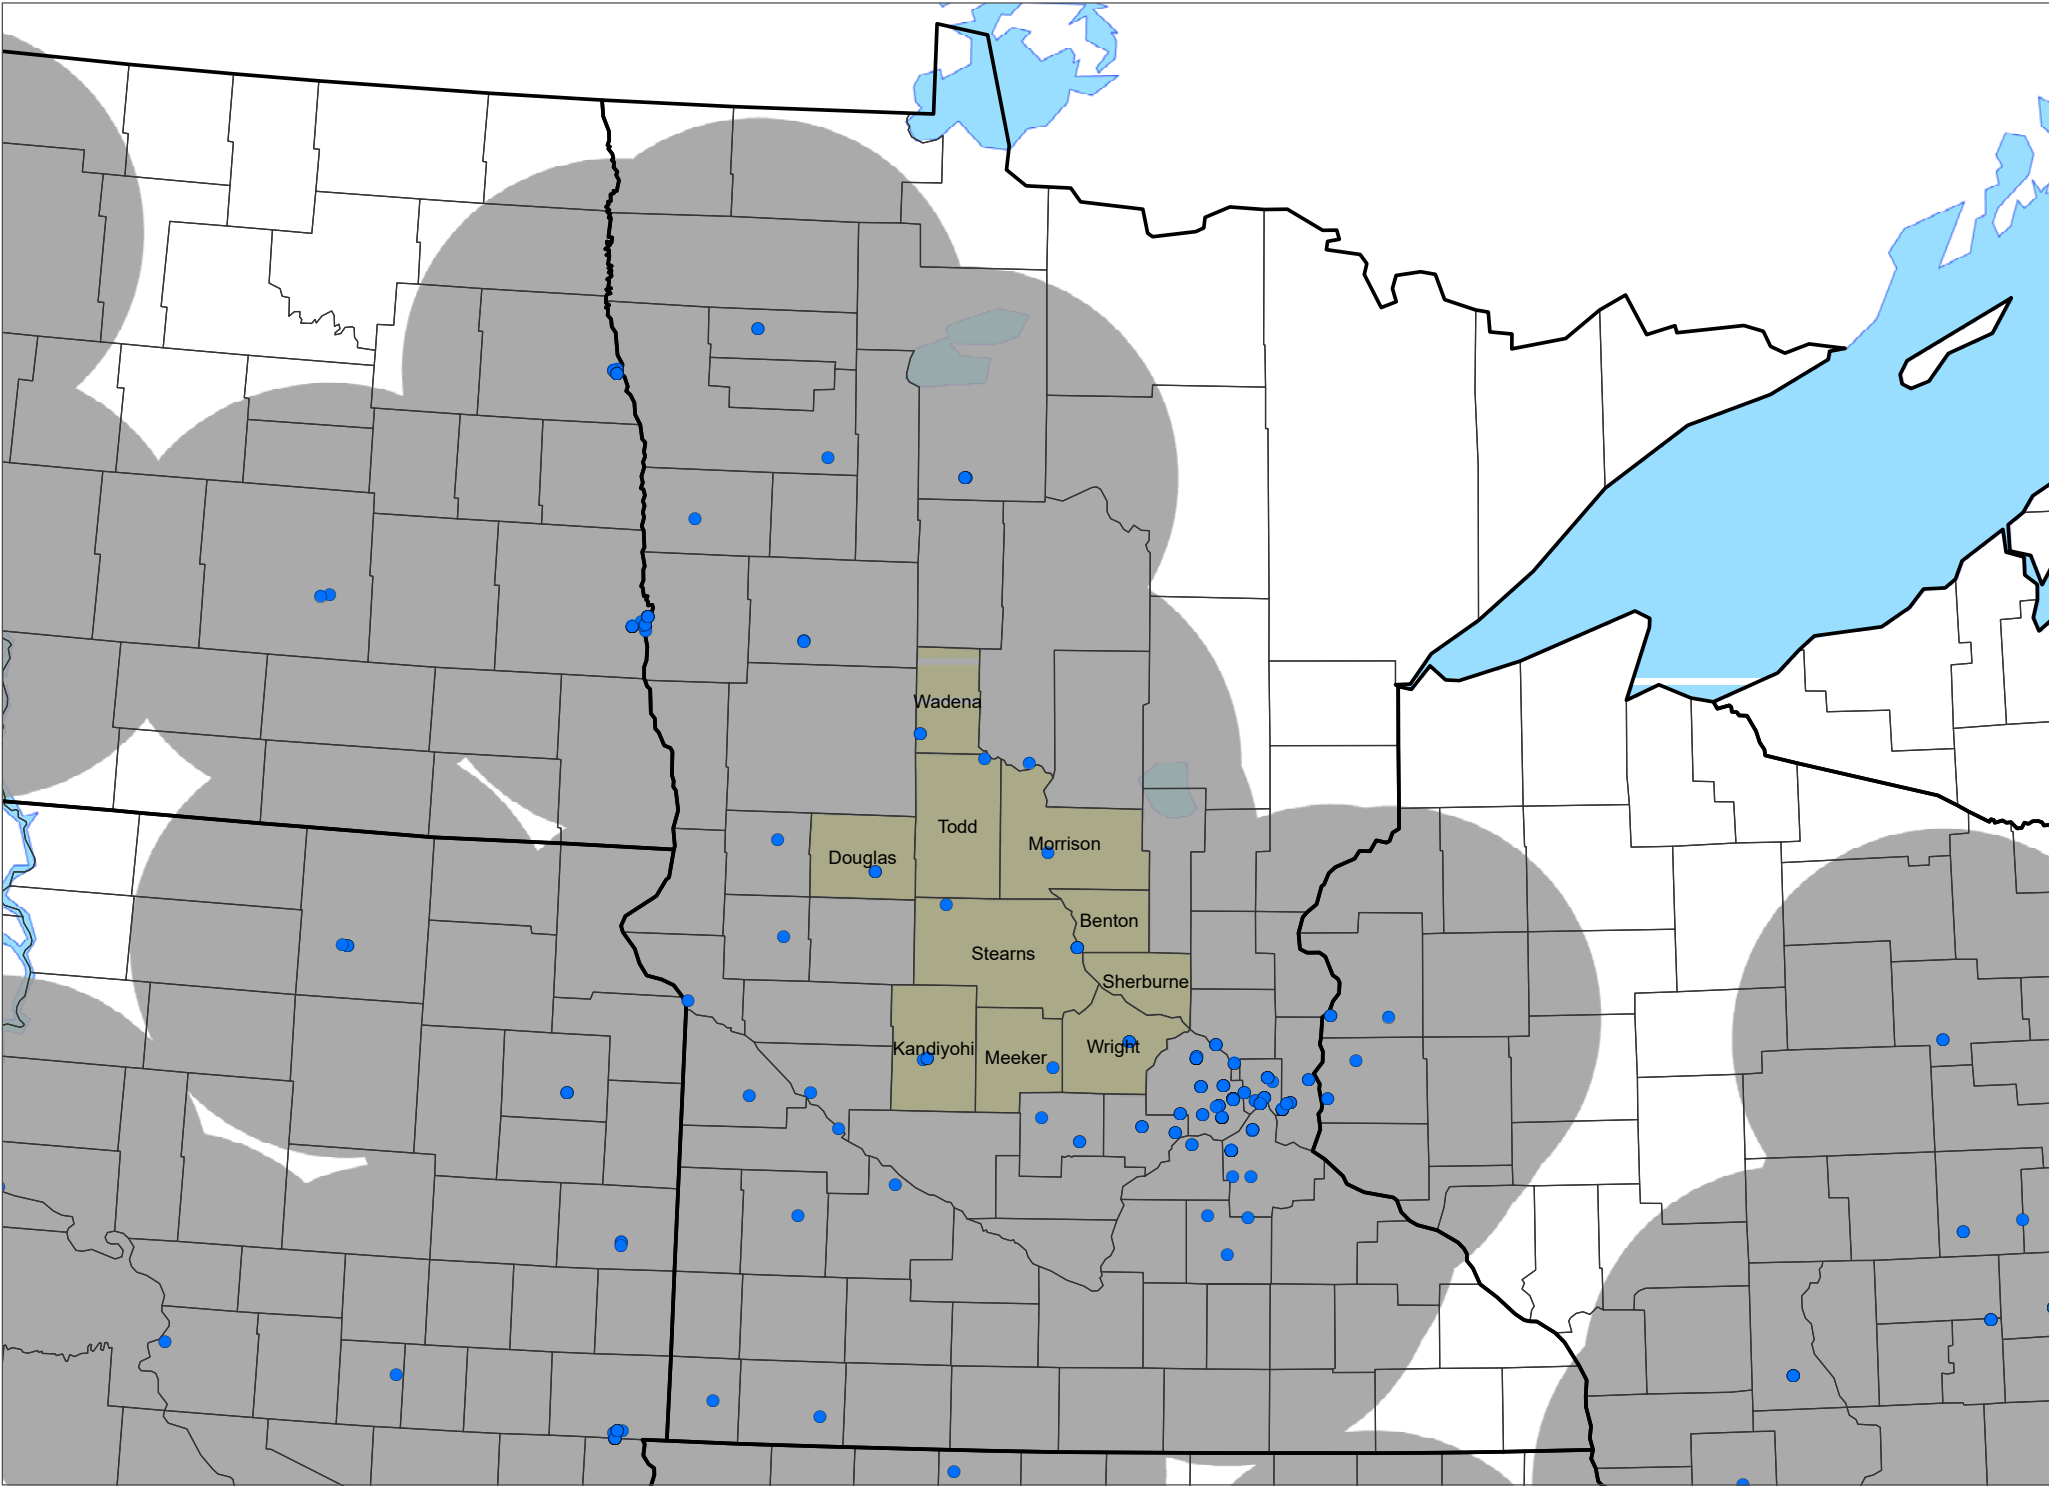 Wadena
Todd
Morrison
Douglas
Benton
Stearns
Sherburne
Kandiyohi
Meeker
Wright